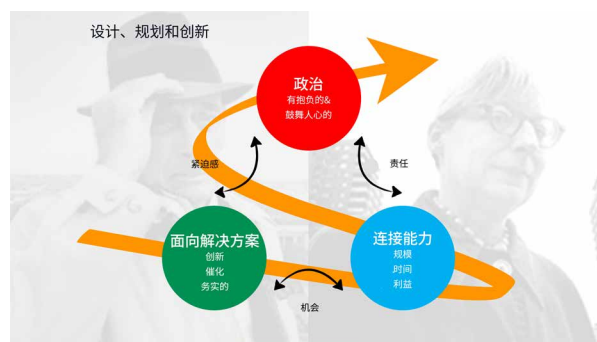 设计、规划和创新
政治
有抱负的&
鼓舞人心的
紧迫感
责任
面向解决方案
创新
催化
务实的
连接能力
规模
时间
利益
机会